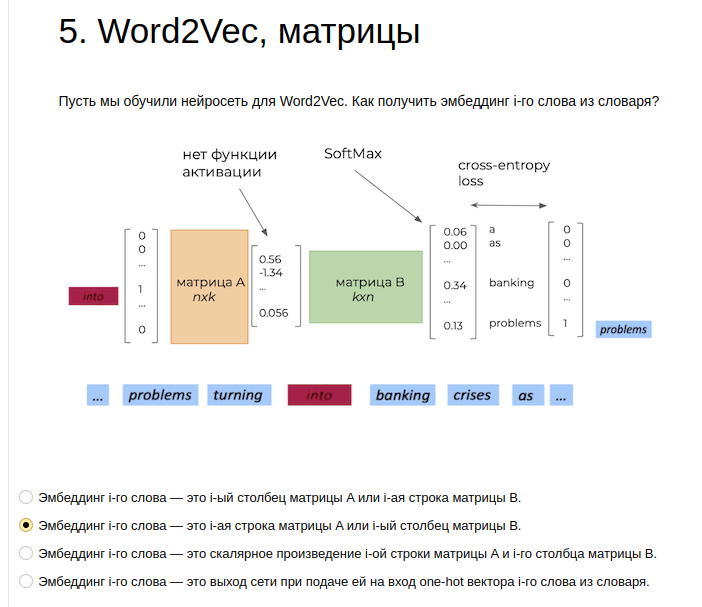 5. Word2Vec, матрицы
Пусть мы обучили нейросеть для Word2Vec. Как получить эмбеддинг i-го слова из словаря?
нет функции
активации
SoftMax
cross-entropy
loss
into
0
0
...
1
...
0
матрица A
nxk
0.56
-1.34
...
0.056
матрица B
kxn
0.06
0.00
...
0.34
...
0.13
a
as
banking
problems
0
0
...
0
...
1
problems
... problems turning into banking crises as ...
Эмбеддинг i-го слова — это i-ый столбец матрицы A или i-ая строка матрицы B.
Эмбеддинг i-го слова — это i-ая строка матрицы A или i-ый столбец матрицы B.
Эмбеддинг i-го слова — это скалярное произведение i-ой строки матрицы A и i-го столбца матрицы B.
Эмбеддинг i-го слова — это выход сети при подаче ей на вход one-hot вектора i-го слова из словаря.